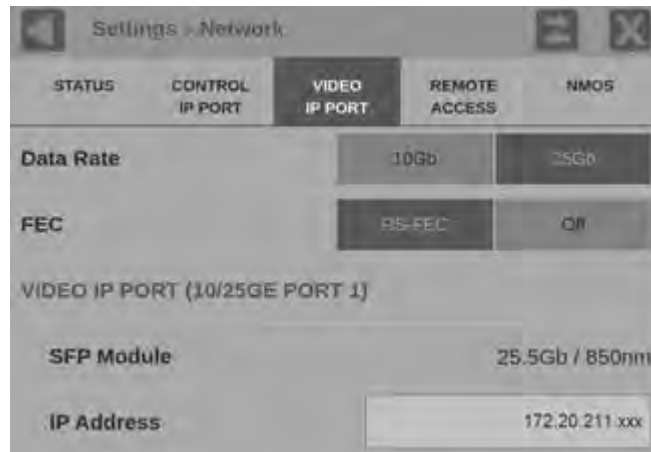 Settings > Network
STATUS CONTROL IP PORT VIDEO IP PORT REMOTE ACCESS NMOS
Data Rate 10Gb 25Gb
FEC RS-FEC Off
VIDEO IP PORT (10/25GE PORT 1)
SFP Module 25.5Gb / 850nm
IP Address 172.20.211.xxx